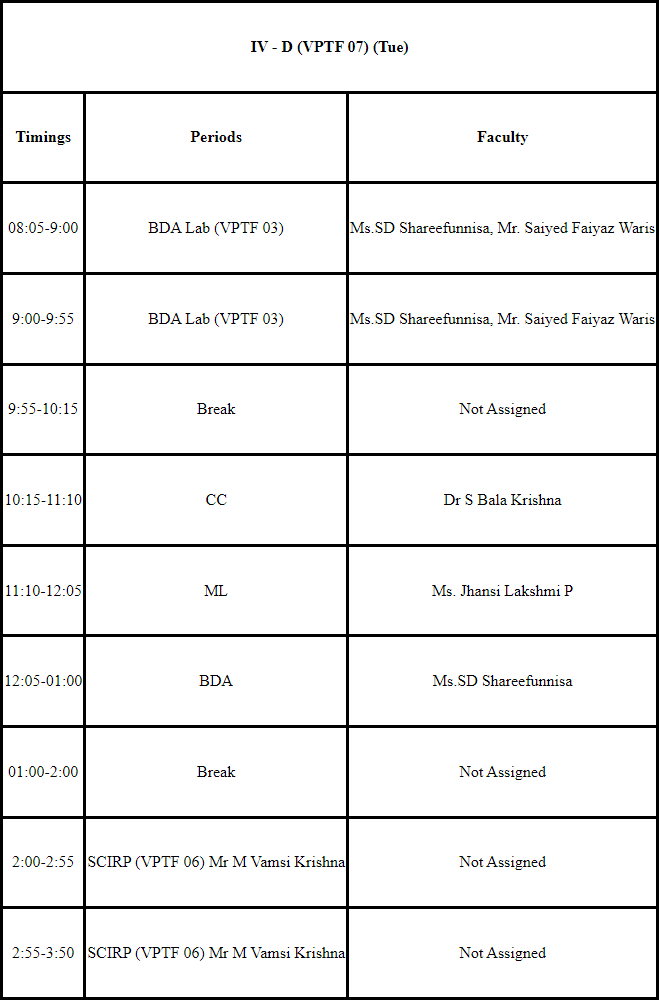 IV - D (VPTF 07) (Tue)
Timings Periods Faculty
08:05-9:00 BDA Lab (VPTF 03) Ms.SD Shareefunnisa, Mr. Saiyed Faiyaz Waris
9:00-9:55 BDA Lab (VPTF 03) Ms.SD Shareefunnisa, Mr. Saiyed Faiyaz Waris
9:55-10:15 Break Not Assigned
10:15-11:10 CC Dr S Bala Krishna
11:10-12:05 ML Ms. Jhansi Lakshmi P
12:05-01:00 BDA Ms.SD Shareefunnisa
01:00-2:00 Break Not Assigned
2:00-2:55 SCIRP (VPTF 06) Mr M Vamsi Krishna Not Assigned
2:55-3:50 SCIRP (VPTF 06) Mr M Vamsi Krishna Not Assigned